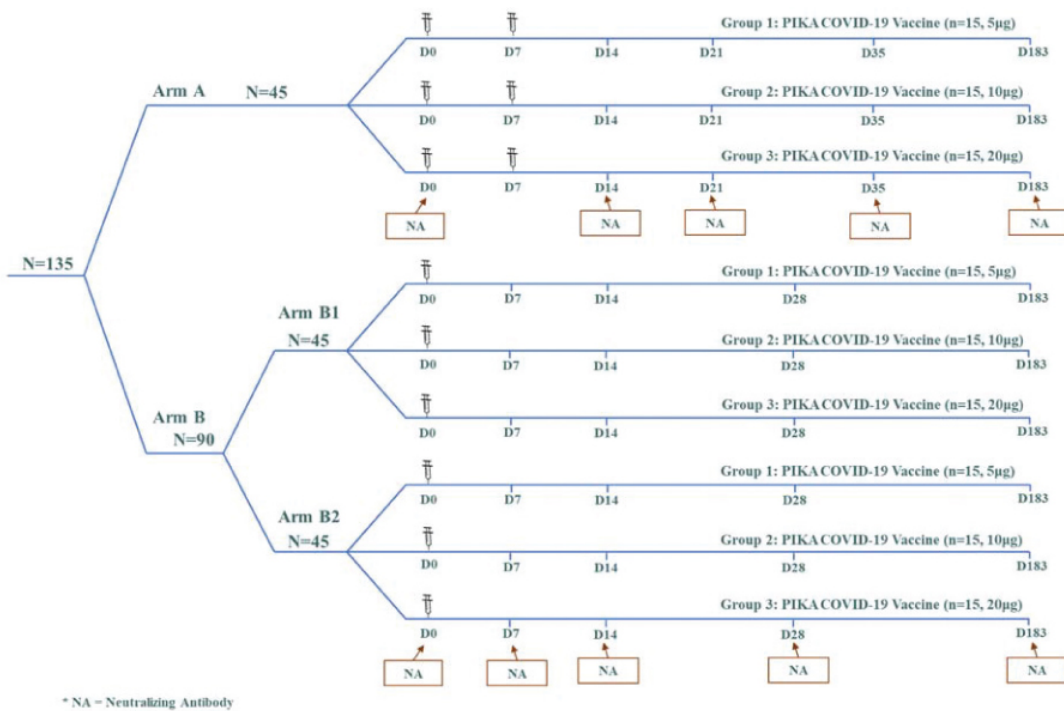 Group 1: PIKA COVID-19 Vaccine (n=15, 5μg)
D0 D7 D14 D21 D35 D183
Arm A N=45
Group 2: PIKA COVID-19 Vaccine (n=15, 10μg)
D0 D7 D14 D21 D35 D183
Group 3: PIKA COVID-19 Vaccine (n=15, 20μg)
D0 D7 D14 D21 D35 D183
NA NA NA NA NA
N=135
Group 1: PIKA COVID-19 Vaccine (n=15, 5μg)
D0 D7 D14 D28 D183
Arm B1
N=45
Group 2: PIKA COVID-19 Vaccine (n=15, 10μg)
D0 D7 D14 D28 D183
Group 3: PIKA COVID-19 Vaccine (n=15, 20μg)
D0 D7 D14 D28 D183
Arm B
N=90
Group 1: PIKA COVID-19 Vaccine (n=15, 5μg)
D0 D7 D14 D28 D183
Arm B2
N=45
Group 2: PIKA COVID-19 Vaccine (n=15, 10μg)
D0 D7 D14 D28 D183
Group 3: PIKA COVID-19 Vaccine (n=15, 20μg)
D0 D7 D14 D28 D183
NA NA NA NA NA
* NA = Neutralizing Antibody